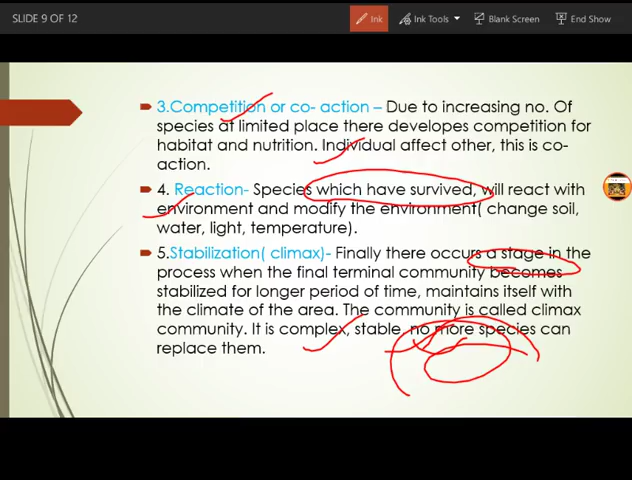 SLIDE 9 OF 12
Ink
Ink Tools
Blank Screen
End Show
3.Competition or co- action – Due to increasing no. Of
species at limited place there developes competition for
habitat and nutrition. Individual affect other, this is co-
action.
4. Reaction- Species which have survived, will react with
environment and modify the environment( change soil,
water, light, temperature).
5.Stabilization( climax)- Finally there occurs a stage in the
process when the final terminal community becomes
stabilized for longer period of time, maintains itself with
the climate of the area. The community is called climax
community. It is complex, stable, no more species can
replace them.